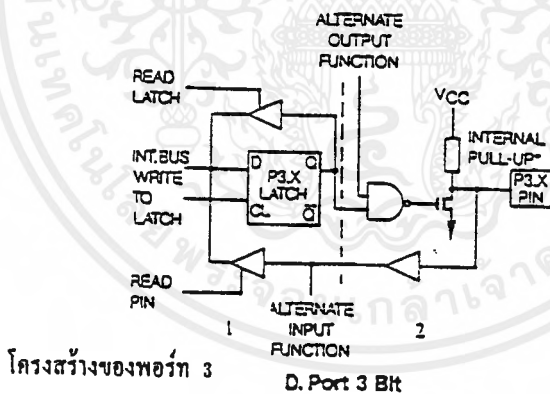 ALTERNATE
OUTPUT
FUNCTION
READ
LATCH
VCC
INTERNAL
PULL-UP*
INT.BUS
WRITE
TO
LATCH
D Q
P3.X
LATCH
CL Q
P3.X
PIN
READ
PIN
ALTERNATE
INPUT
FUNCTION
1
2
โครงสร้างของพอร์ท 3
D. Port 3 Bit